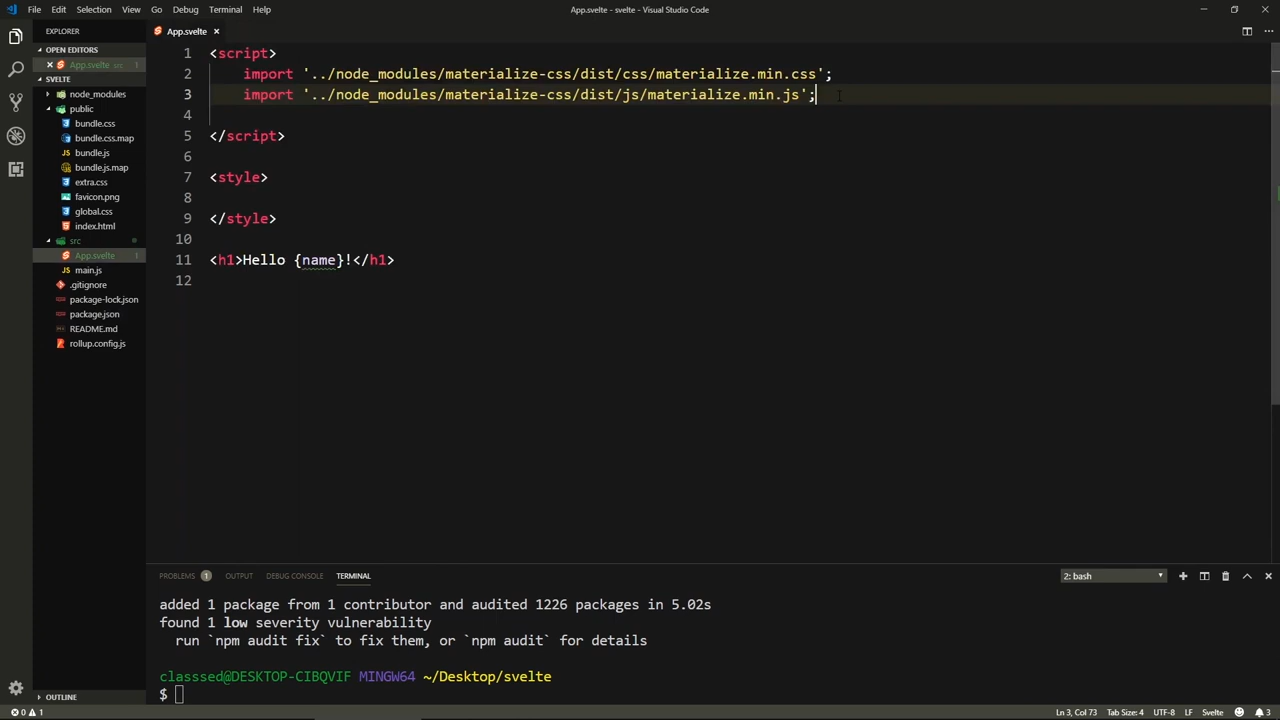 File Edit Selection View Go Debug Terminal Help
App.svelte - svelte - Visual Studio Code
EXPLORER
OPEN EDITORS
App.svelte src 1
SVELTE
node_modules
public
bundle.css
bundle.css.map
bundle.js
bundle.js.map
extra.css
favicon.png
global.css
index.html
src
App.svelte 1
main.js
.gitignore
package-lock.json
package.json
README.md
rollup.config.js
OUTLINE
App.svelte
1 <script>
2 import '../node_modules/materialize-css/dist/css/materialize.min.css';
3 import '../node_modules/materialize-css/dist/js/materialize.min.js';
4
5 </script>
6
7 <style>
8
9 </style>
10
11 <h1>Hello {name}!</h1>
12
PROBLEMS 1 OUTPUT DEBUG CONSOLE TERMINAL
2: bash
added 1 package from 1 contributor and audited 1226 packages in 5.02s
found 1 low severity vulnerability
run `npm audit fix` to fix them, or `npm audit` for details
classsed@DESKTOP-CIBQVIF MINGW64 ~/Desktop/svelte
$
0 1
Ln 3, Col 73 Tab Size: 4 UTF-8 LF Svelte 3